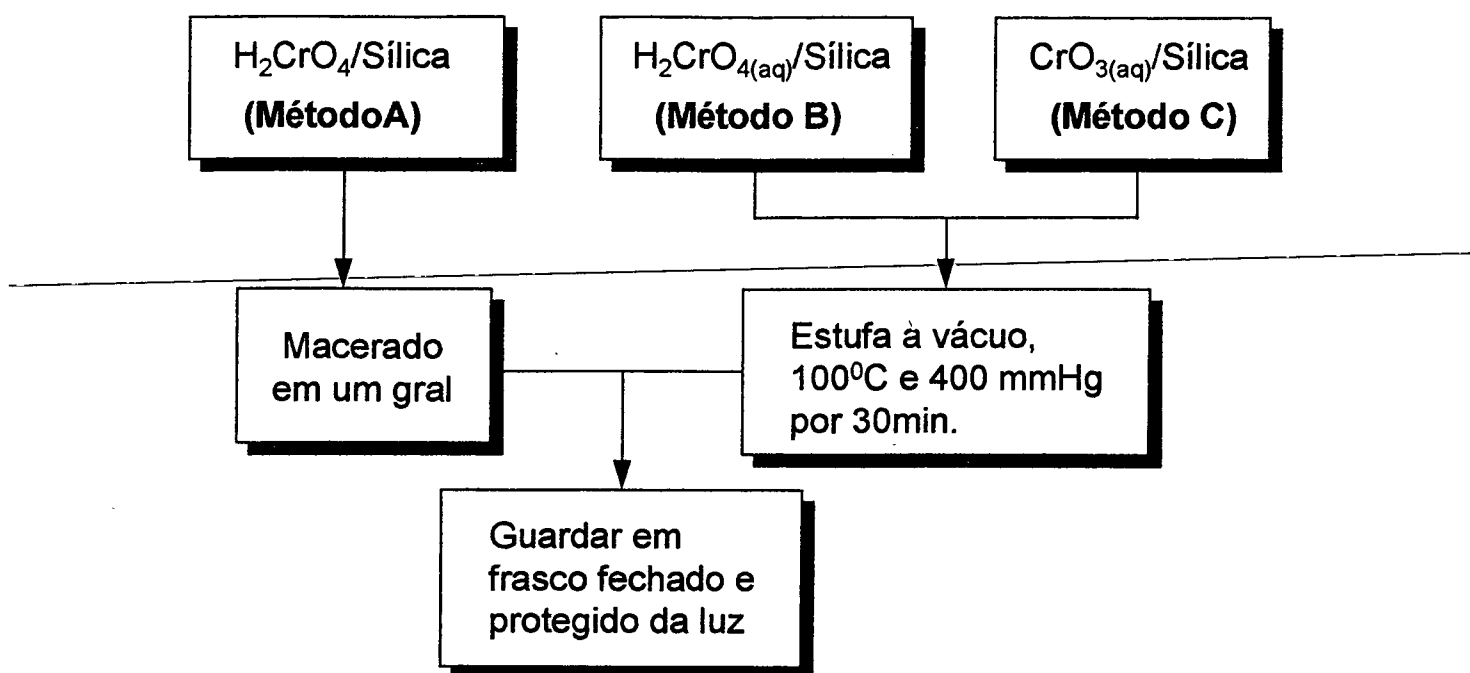 H₂CrO₄/Sílica
(MétodoA)
H₂CrO₄₍aq₎/Sílica
(Método B)
CrO₃₍aq₎/Sílica
(Método C)
Macerado
em um gral
Estufa à vácuo,
100⁰C e 400 mmHg
por 30min.
Guardar em
frasco fechado e
protegido da luz